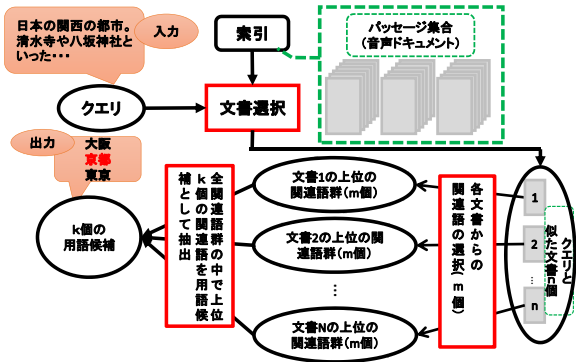 日本の関西の都市。
清水寺や八坂神社と
いった・・・
入力
索引
パッセージ集合
(音声ドキュメント)
クエリ
文書選択
出力
大阪
京都
東京
k個の
用語候補
全関連語群の中で上位
k個の関連語を用語候
補として抽出
文書1の上位の
関連語群(m個)
文書2の上位の関
連語群(m個)
…
文書Nの上位の
関連語群(m個)
各文書からの
関連語の選択(m個)
1
2
…
n
クエリと
似た文書n個